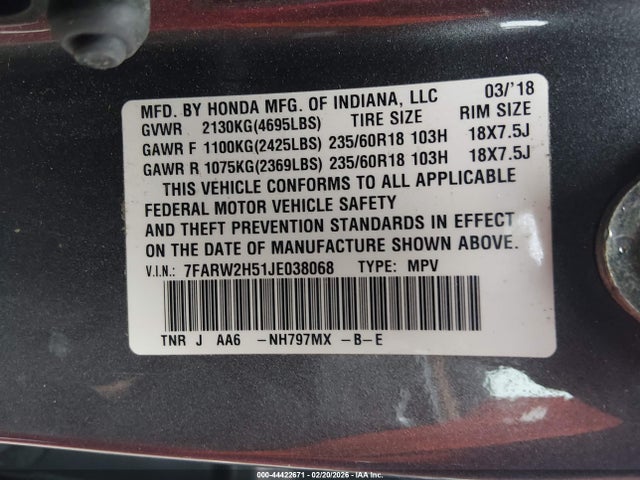 MFD. BY HONDA MFG. OF INDIANA, LLC 03/'18
GVWR 2130KG(4695LBS) TIRE SIZE RIM SIZE
GAWR F 1100KG(2425LBS) 235/60R18 103H 18X7.5J
GAWR R 1075KG(2369LBS) 235/60R18 103H 18X7.5J
THIS VEHICLE CONFORMS TO ALL APPLICABLE
FEDERAL MOTOR VEHICLE SAFETY
AND THEFT PREVENTION STANDARDS IN EFFECT
ON THE DATE OF MANUFACTURE SHOWN ABOVE.
V.I.N.: 7FARW2H51JE038068 TYPE: MPV
TNR J AA6 -NH797MX -B-E
000-44422671 - 02/20/2026 - IAAC Inc.